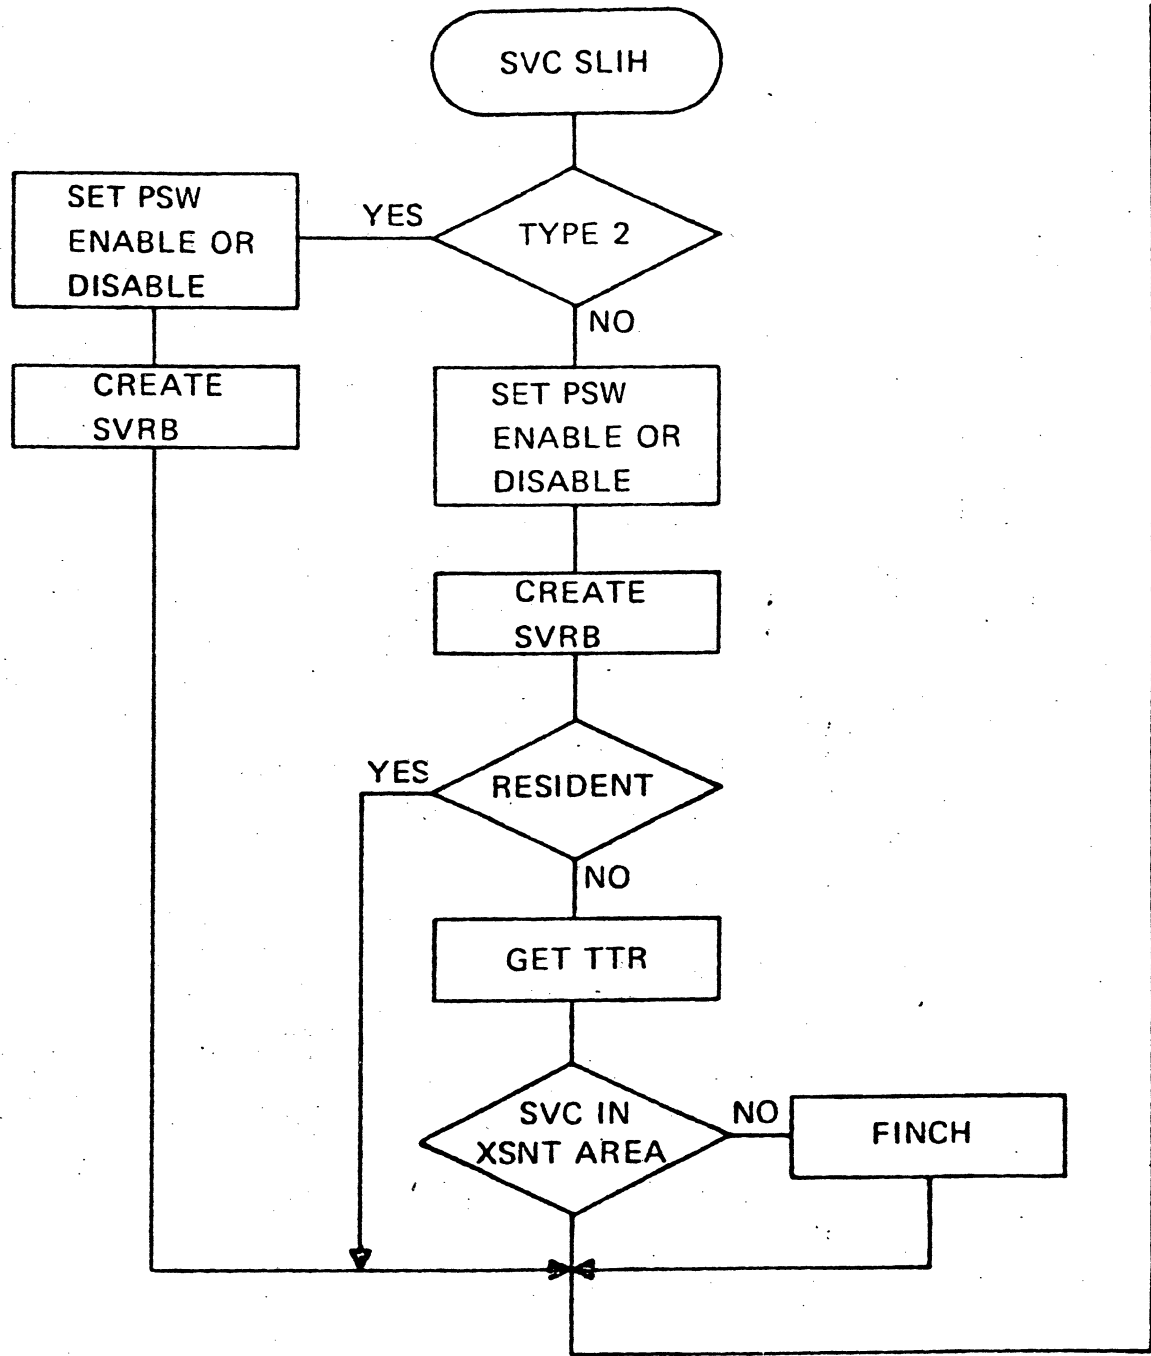 SVC SLIH
TYPE 2
YES
SET PSW
ENABLE OR
DISABLE
CREATE
SVRB
NO
SET PSW
ENABLE OR
DISABLE
CREATE
SVRB
RESIDENT
YES
NO
GET TTR
SVC IN
XSNT AREA
NO
FINCH